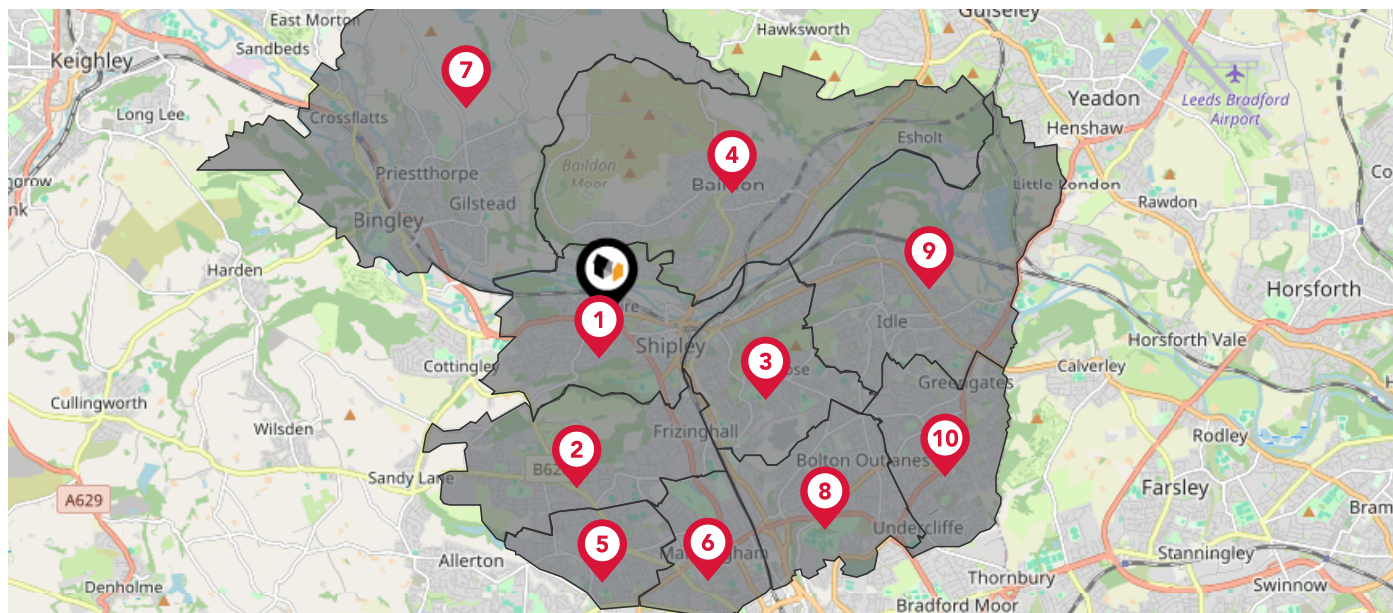 East Morton
Guiseley
Hawksworth
Sandbeds
Keighley
7
Yeadon
Leeds Bradford
Airport
Long Lee
Crossflatts
Henshaw
Esholt
4
Baildon
Moor
Baildon
Priestthorpe
Little London
Gilstead
Rawdon
Bingley
9
Harden
Horsforth
1
Idle
Shipley
Horsforth Vale
3
Cottingley
Calverley
Greengates
Cullingworth
Wilsden
Frizinghall
2
10
Rodley
Bolton Outlanes
B62
Sandy Lane
8
Farsley
A629
Bram
Undercliffe
5
6
Allerton
Stanningley
Thornbury
Denholme
Swinnow
Bradford Moor